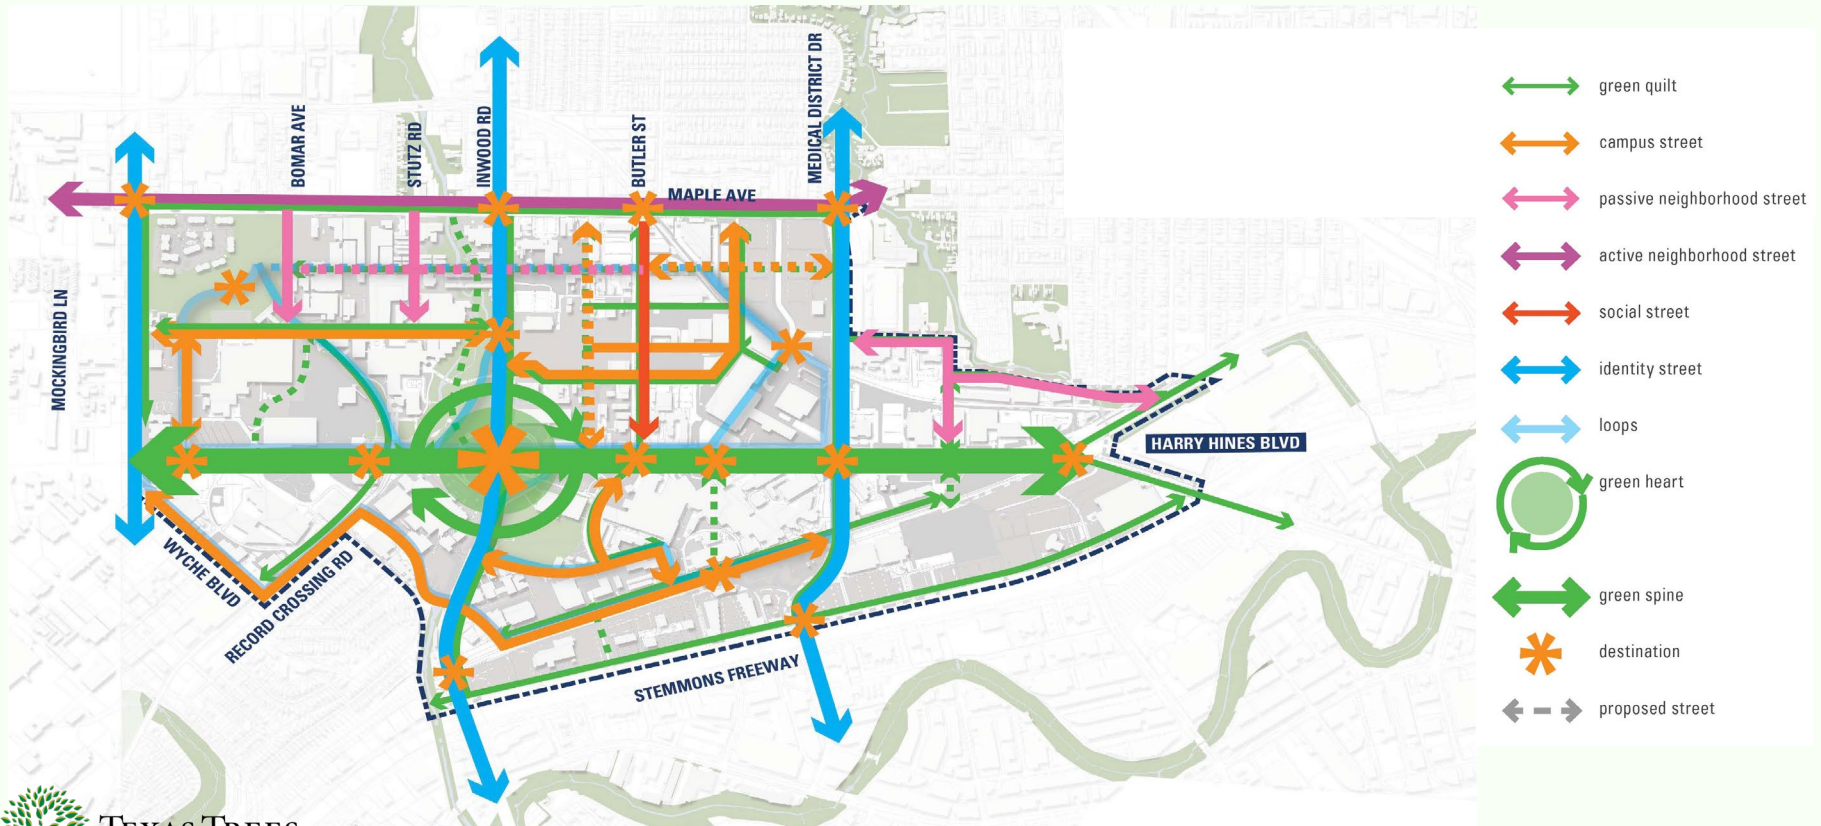 MEDICAL DISTRICT DR
BOMAR AVE
STUTZ RD
INWOOD RD
BUTLER ST
MAPLE AVE
MOCKINGBIRD LN
HARRY HINES BLVD
WYCHE BLVD
RECORD CROSSING RD
STEMMONS FREEWAY
green quilt
campus street
passive neighborhood street
active neighborhood street
social street
identity street
loops
green heart
green spine
destination
proposed street
TEXAS TREES